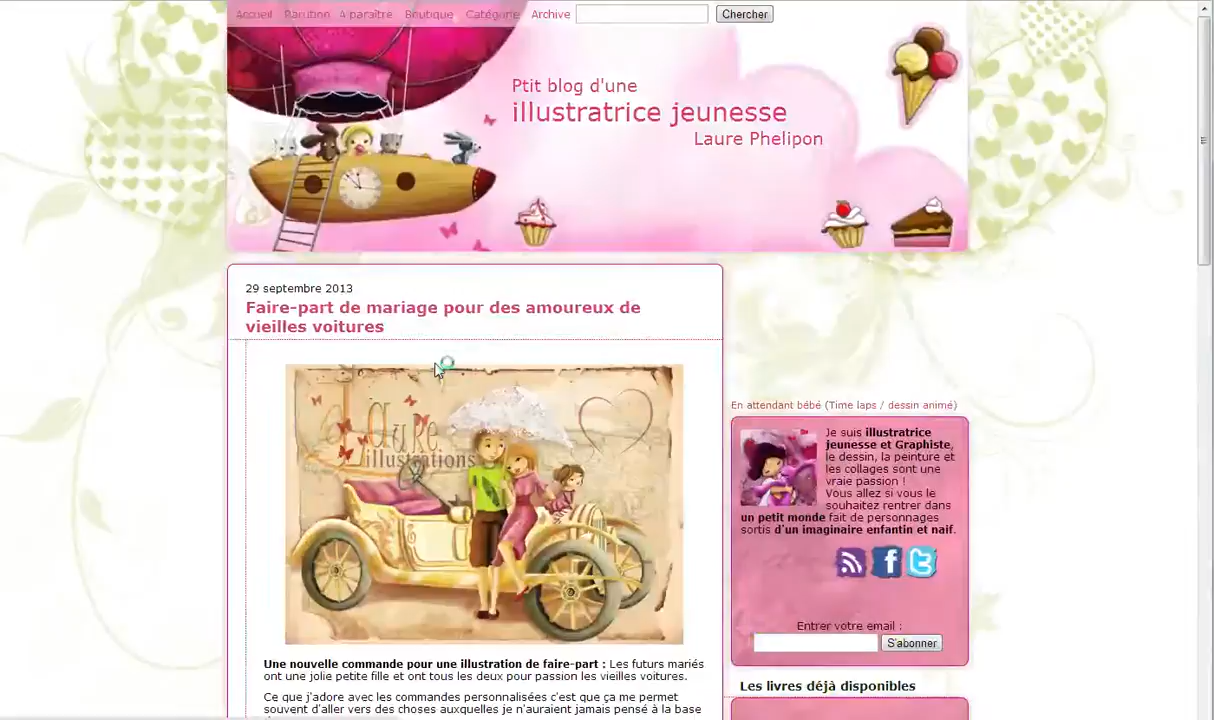 Accueil Parution A paraître Boutique Catégorie Archive Chercher
Ptit blog d'une
illustratrice jeunesse
Laure Phelipon
29 septembre 2013
Faire-part de mariage pour des amoureux de
vieilles voitures
Laure
illustrations
Une nouvelle commande pour une illustration de faire-part : Les futurs mariés
ont une jolie petite fille et ont tous les deux pour passion les vieilles voitures.
Ce que j'adore avec les commandes personnalisées c'est que ça me permet
souvent d'aller vers des choses auxquelles je n'auraient jamais pensé à la base
En attendant bébé (Time laps / dessin animé)
Je suis illustratrice
jeunesse et Graphiste,
le dessin, la peinture et
les collages sont une
vraie passion !
Vous allez si vous le
souhaitez rentrer dans
un petit monde fait de personnages
sortis d'un imaginaire enfantin et naif.
Entrer votre email :
S'abonner
Les livres déjà disponibles